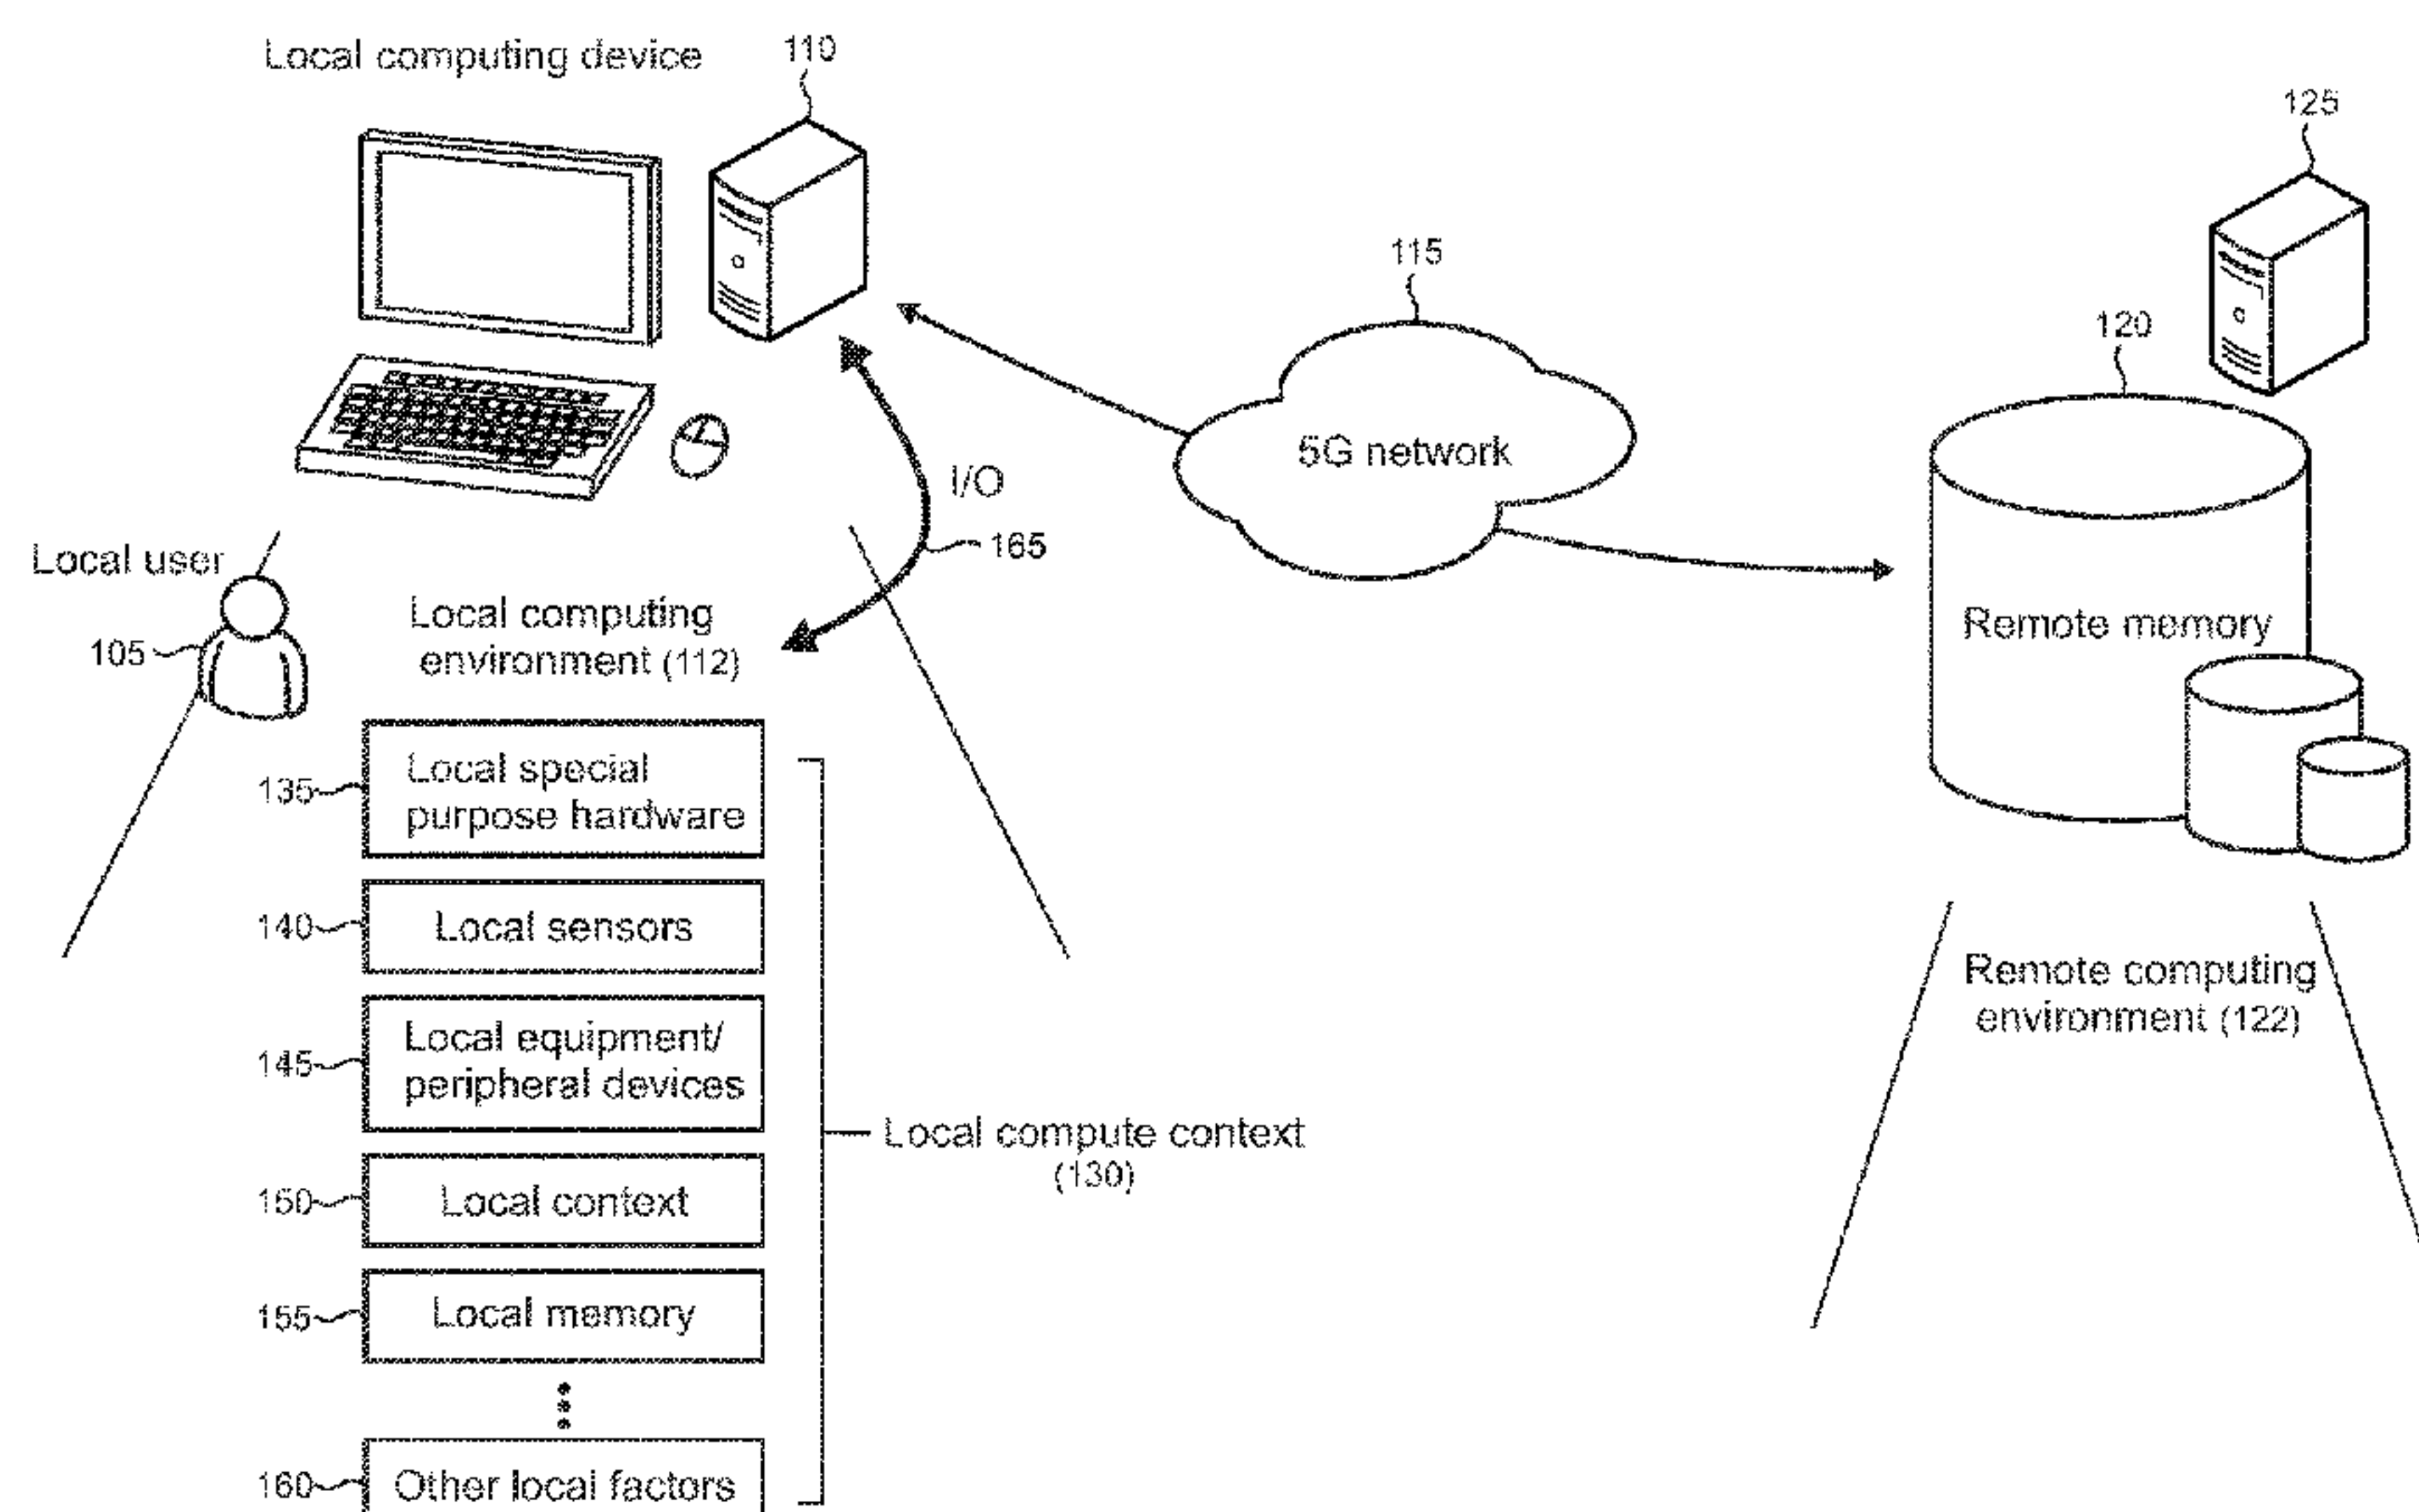 Local computing device
110
125
115
120
5G network
I/O
165
Local user
105
Local computing
environment (112)
Remote memory
135
Local special
purpose hardware
140
Local sensors
Remote computing
environment (122)
145
Local equipment/
peripheral devices
Local compute context
(130)
150
Local context
155
Local memory
160
Other local factors